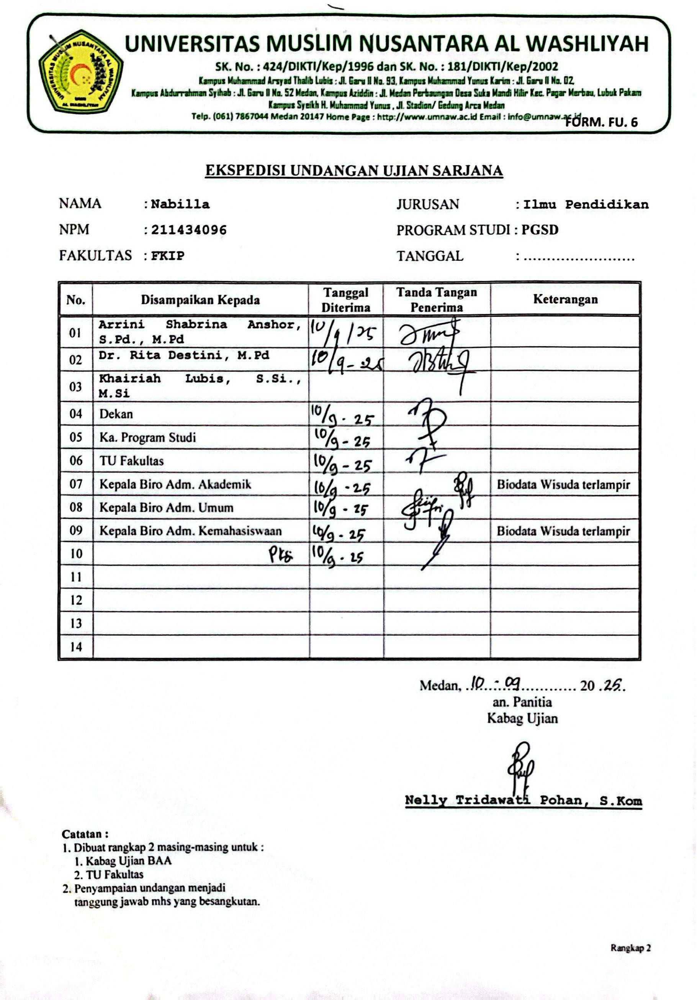 UNIVERSITAS MUSLIM NUSANTARA AL WASHLIYAH
UNIVERSITAS MUSLIM NUSANTARA AL WASHLIYAH
UMN
AL WASHLIYAH
SK. No. : 424/DIKTI/Kep/1996 dan SK. No. : 181/DIKTI/Kep/2002
Kampus Muhammad Arsyad Thalib Lubis : Jl. Garu II No. 93, Kampus Muhammad Yunus Karim : Jl. Garu II No. 02,
Kampus Abdurrahman Syihab : Jl. Garu II No. 52 Medan, Kampus Aziddin : Jl. Medan Perbaungan Desa Suka Mandi Hilir Kec. Pagar Merbau, Lubuk Pakam
Kampus Syeikh H. Muhammad Yunus , Jl. Stadion/ Gedung Arca Medan
Telp. (061) 7867044 Medan 20147 Home Page : http://www.umnaw.ac.id Email : info@umnaw.ac.id
FORM. FU. 6
EKSPEDISI UNDANGAN UJIAN SARJANA
NAMA : Nabilla JURUSAN : Ilmu Pendidikan
NPM : 211434096 PROGRAM STUDI : PGSD
FAKULTAS : FKIP TANGGAL : ........................
No. Disampaikan Kepada Tanggal Diterima Tanda Tangan Penerima Keterangan
01 Arrini Shabrina Anshor, S.Pd., M.Pd 10/9/25
02 Dr. Rita Destini, M.Pd 10/9-25
03 Khairiah Lubis, S.Si., M.Si
04 Dekan 10/9-25
05 Ka. Program Studi 10/9-25
06 TU Fakultas 10/9-25
07 Kepala Biro Adm. Akademik 10/9-25 Biodata Wisuda terlampir
08 Kepala Biro Adm. Umum 10/9-25
09 Kepala Biro Adm. Kemahasiswaan 10/9-25 Biodata Wisuda terlampir
10 10/9-25
11
12
13
14
Medan, 10 - 09 2025
an. Panitia
Kabag Ujian
Nelly Tridawati Pohan, S.Kom
Catatan :
1. Dibuat rangkap 2 masing-masing untuk :
1. Kabag Ujian BAA
2. TU Fakultas
2. Penyampaian undangan menjadi
tanggung jawab mhs yang besangkutan.
Rangkap 2